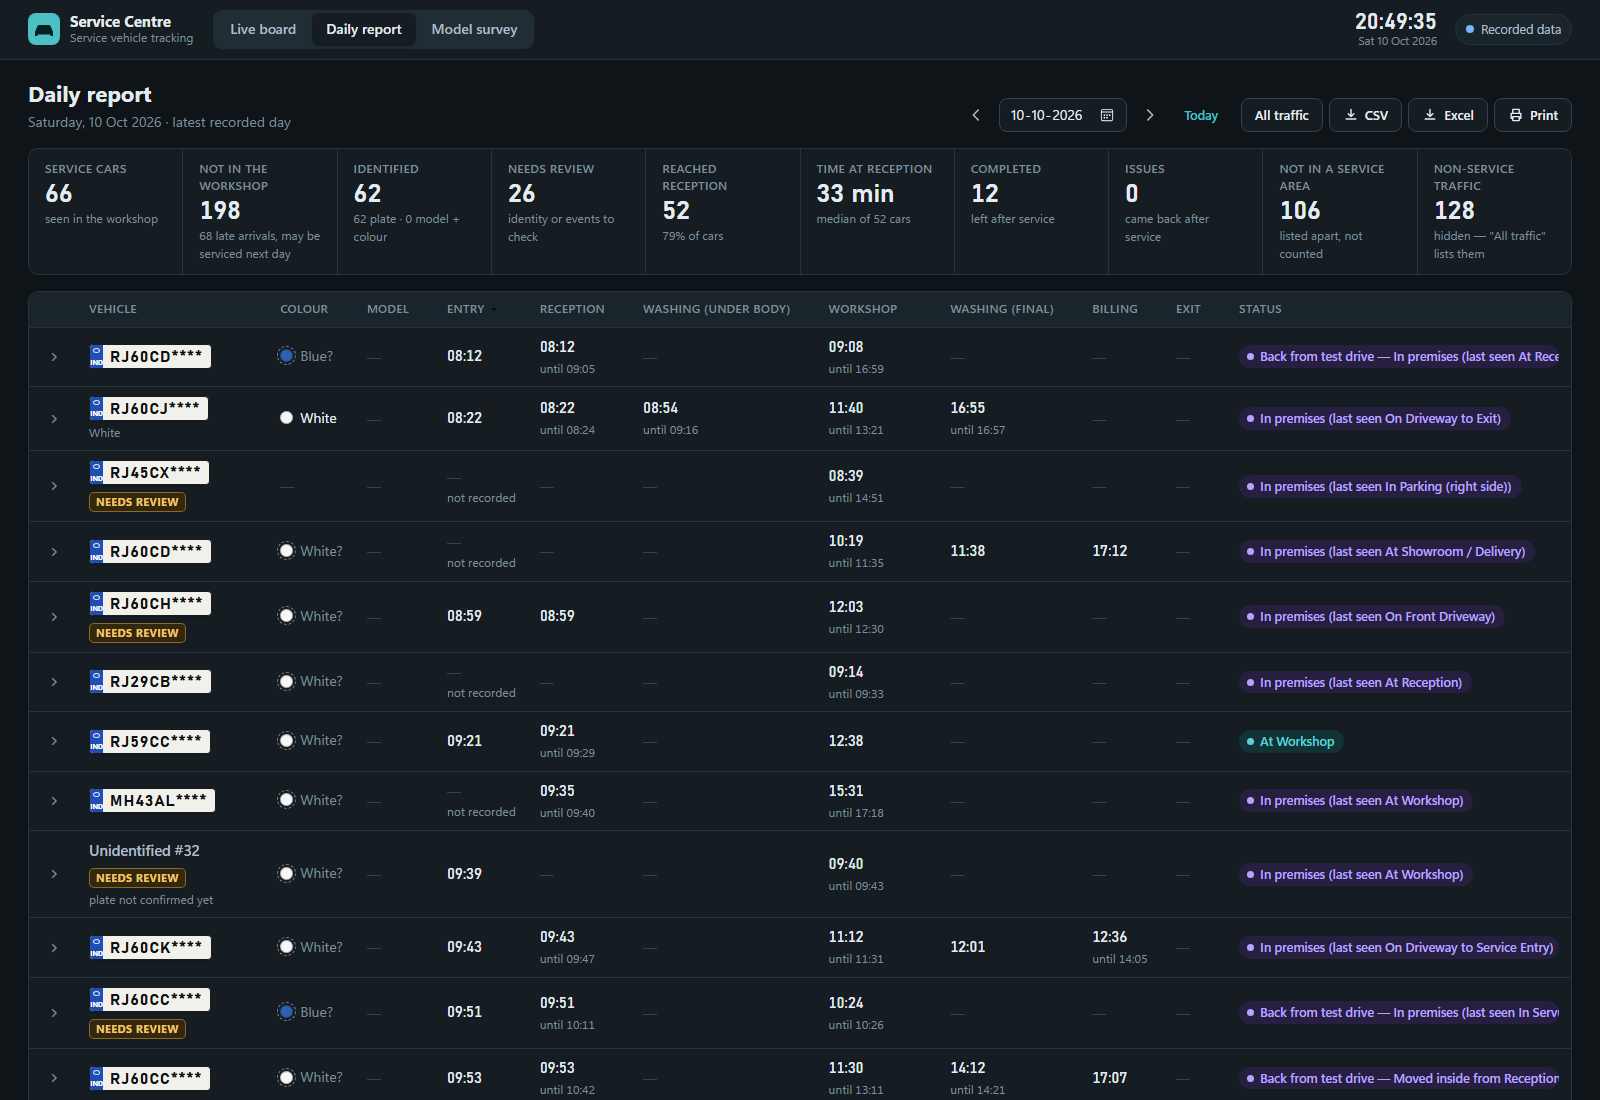 Service Centre
Service vehicle tracking
Live board
Daily report
Model survey
20:49:35
Sat 10 Oct 2026
Recorded data
Daily report
Saturday, 10 Oct 2026 · latest recorded day
10-10-2026
Today
All traffic
CSV
Excel
Print
SERVICE CARS
66
seen in the workshop
NOT IN THE
WORKSHOP
198
68 late arrivals, may be
serviced next day
IDENTIFIED
62
62 plate · 0 model +
colour
NEEDS REVIEW
26
identity or events to
check
REACHED
RECEPTION
52
79% of cars
TIME AT RECEPTION
33 min
median of 52 cars
COMPLETED
12
left after service
ISSUES
0
came back after
service
NOT IN A SERVICE
AREA
106
listed apart, not
counted
NON-SERVICE
TRAFFIC
128
hidden — "All traffic"
lists them
VEHICLE COLOUR MODEL ENTRY RECEPTION WASHING (UNDER BODY) WORKSHOP WASHING (FINAL) BILLING EXIT STATUS
IND RJ60CD**** Blue? — 08:12 08:12 — 09:08 — — — Back from test drive — In premises (last seen At Rece
until 09:05 until 16:59
IND RJ60CJ**** White — 08:22 08:22 08:54 11:40 16:55 — — In premises (last seen On Driveway to Exit)
White until 08:24 until 09:16 until 13:21 until 16:57
IND RJ45CX**** — — — — — 08:39 — — — In premises (last seen In Parking (right side))
NEEDS REVIEW not recorded until 14:51
IND RJ60CD**** White? — — — — 10:19 11:38 17:12 — In premises (last seen At Showroom / Delivery)
not recorded until 11:35
IND RJ60CH**** White? — 08:59 08:59 — 12:03 — — — In premises (last seen On Front Driveway)
NEEDS REVIEW until 12:30
IND RJ29CB**** White? — — — — 09:14 — — — In premises (last seen At Reception)
not recorded until 09:33
IND RJ59CC**** White? — 09:21 09:21 — 12:38 — — — At Workshop
until 09:29
IND MH43AL**** White? — — 09:35 — 15:31 — — — In premises (last seen At Workshop)
not recorded until 09:40 until 17:18
Unidentified #32 White? — 09:39 — — 09:40 — — — In premises (last seen At Workshop)
NEEDS REVIEW until 09:43
plate not confirmed yet
IND RJ60CK**** White? — 09:43 09:43 — 11:12 12:01 12:36 — In premises (last seen On Driveway to Service Entry)
until 09:47 until 11:31 until 14:05
IND RJ60CC**** Blue? — 09:51 09:51 — 10:24 — — — Back from test drive — In premises (last seen In Serv
NEEDS REVIEW until 10:11 until 10:26
IND RJ60CC**** White? — 09:53 09:53 — 11:30 14:12 17:07 — Back from test drive — Moved inside from Reception
until 10:42 until 13:11 until 14:21